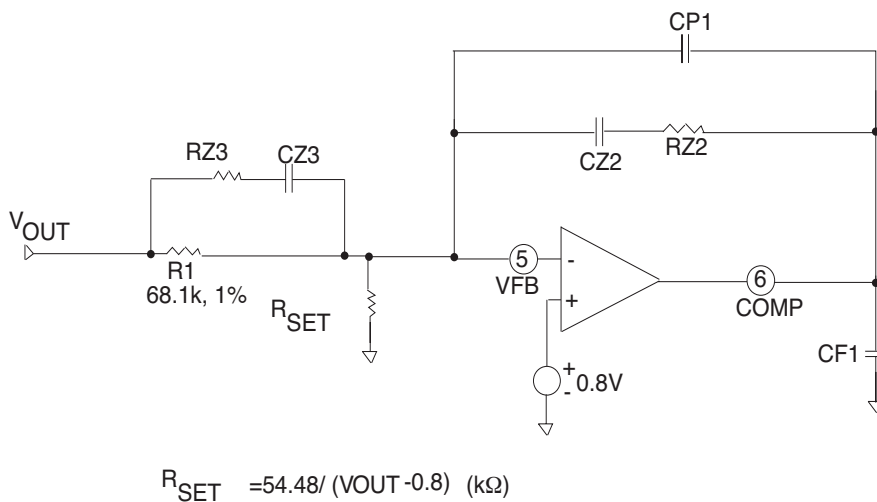 CP1
CZ2
RZ2
RZ3
CZ3
VOUT
R1
68.1k, 1%
RSET
5
VFB
-
+
6
COMP
+
-
0.8V
CF1
RSET =54.48/ (VOUT -0.8) (kΩ)